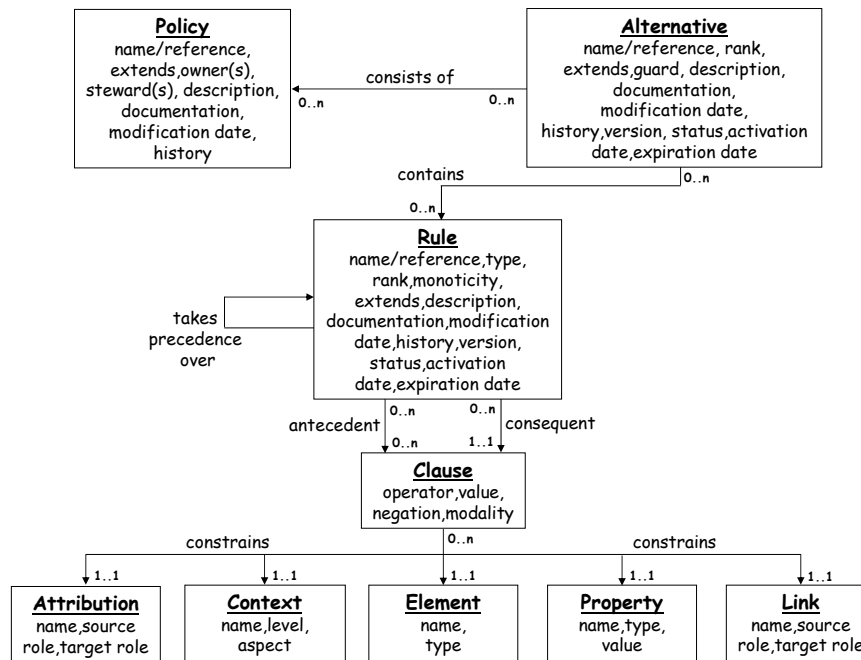 Policy
name/reference,
extends,owner(s),
steward(s), description,
documentation,
modification date,
history
consists of
0..n
0..n
Alternative
name/reference, rank,
extends,guard, description,
documentation,
modification date,
history,version, status,activation
date,expiration date
contains
0..n
0..n
Rule
name/reference,type,
rank,monoticity,
extends,description,
documentation,modification
date,history,version,
status,activation
date,expiration date
takes
precedence
over
antecedent
0..n
0..n
0..n
1..1
consequent
Clause
operator,value,
negation,modality
constrains
0..n
constrains
1..1
1..1
1..1
1..1
1..1
Attribution
name,source
role,target role
Context
name,level,
aspect
Element
name,
type
Property
name,type,
value
Link
name,source
role,target role